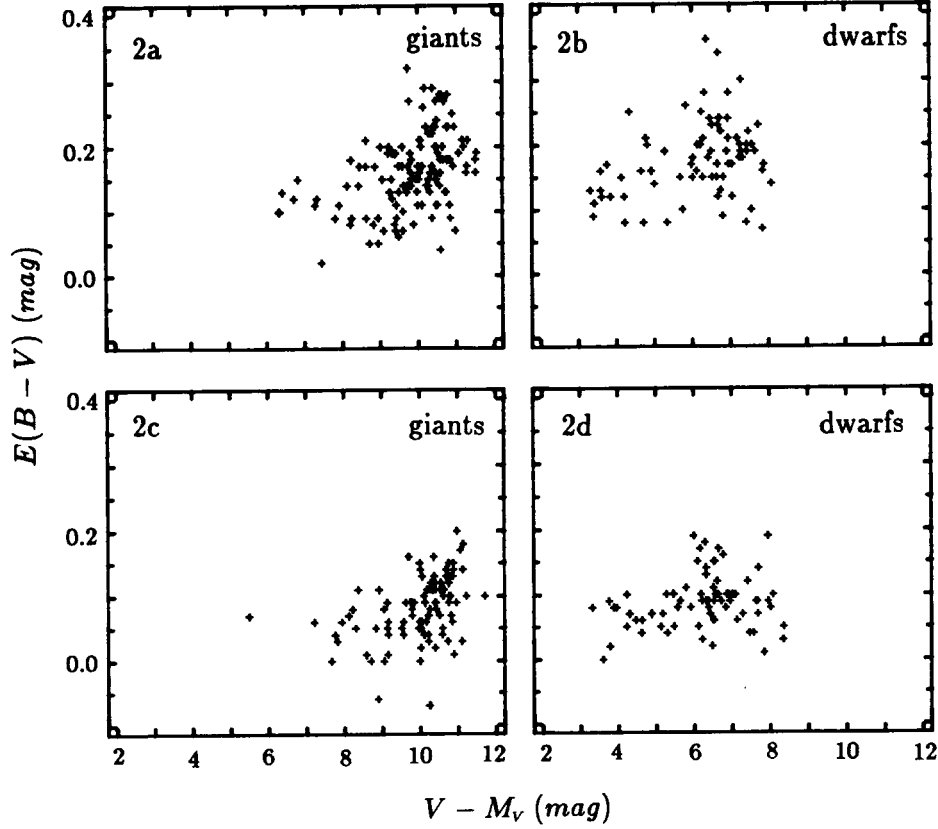 0.4
0.2
0.0
2a
giants
2b
dwarfs
0.4
0.2
0.0
2c
giants
2d
dwarfs
2 4 6 8 10 12
2 4 6 8 10 12
E(B − V) (mag)
V − M_V (mag)